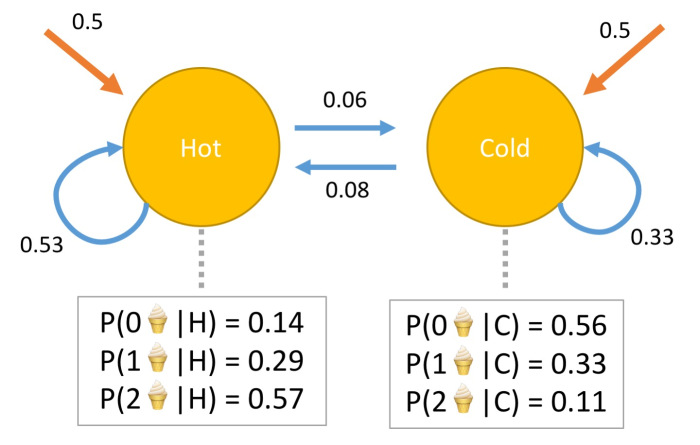 0.5
0.5
0.06
Hot
Cold
0.08
0.53
0.33
P(0🍦|H) = 0.14
P(1🍦|H) = 0.29
P(2🍦|H) = 0.57
P(0🍦|C) = 0.56
P(1🍦|C) = 0.33
P(2🍦|C) = 0.11